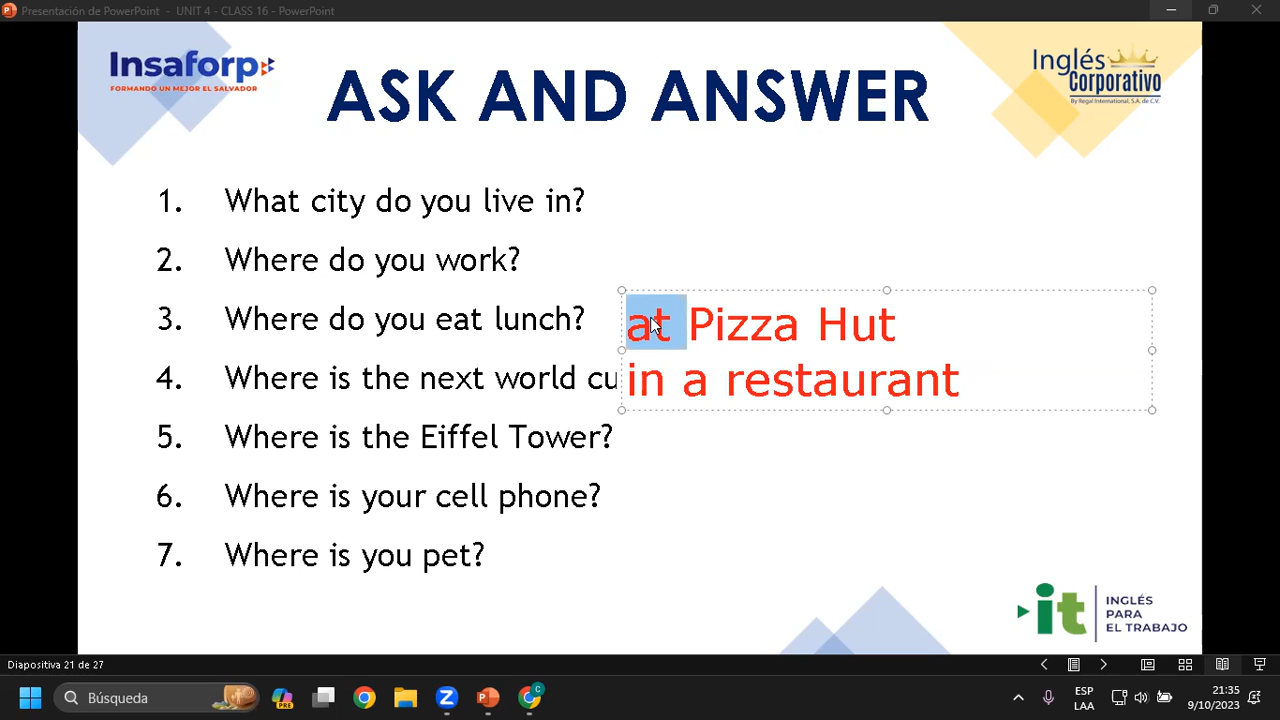 Presentación de PowerPoint - UNIT 4 - CLASS 16 - PowerPoint
Insaforp
FORMANDO UN MEJOR EL SALVADOR
ASK AND ANSWER
Inglés
Corporativo
By Regal International, S.A. de C.V.
1. What city do you live in?
2. Where do you work?
3. Where do you eat lunch?
at Pizza Hut
in a restaurant
4. Where is the next world cu
5. Where is the Eiffel Tower?
6. Where is your cell phone?
7. Where is you pet?
it
INGLÉS
PARA
EL TRABAJO
Diapositiva 21 de 27
Búsqueda
PRE
ESP
LAA
21:35
9/10/2023